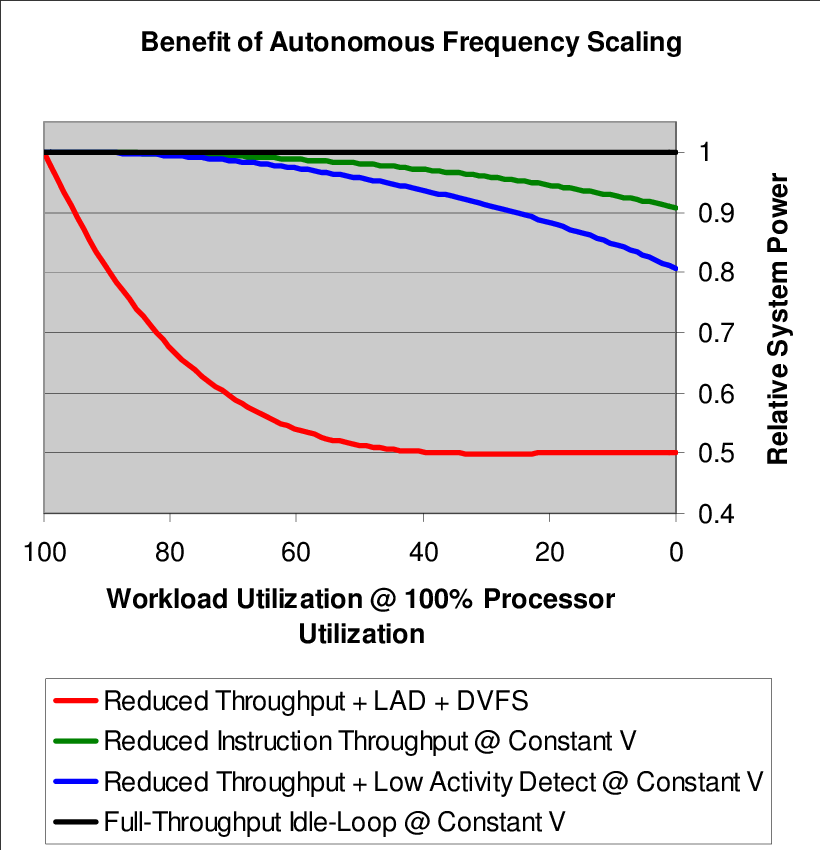 Benefit of Autonomous Frequency Scaling
1
0.9
0.8
0.7
0.6
0.5
0.4
Relative System Power
100 80 60 40 20 0
Workload Utilization @ 100% Processor
Utilization
Reduced Throughput + LAD + DVFS
Reduced Instruction Throughput @ Constant V
Reduced Throughput + Low Activity Detect @ Constant V
Full-Throughput Idle-Loop @ Constant V